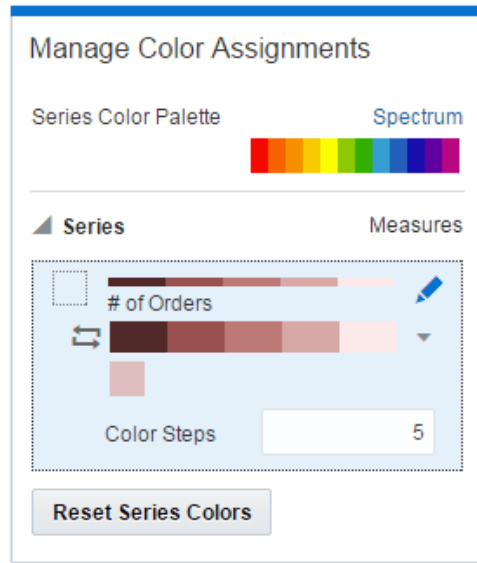 Manage Color Assignments
Series Color Palette Spectrum
Series Measures
# of Orders
Color Steps 5
Reset Series Colors